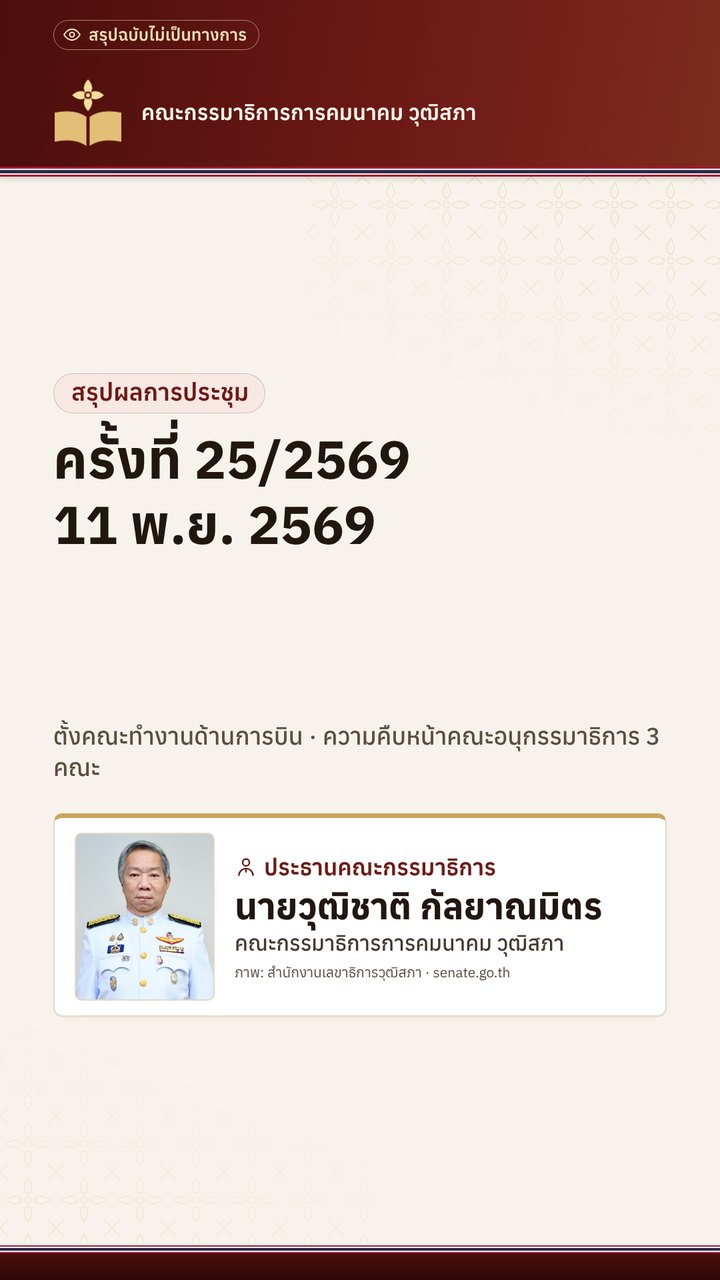 สรุปฉบับไม่เป็นทางการ
คณะกรรมาธิการการคมนาคม วุฒิสภา
สรุปผลการประชุม
ครั้งที่ 25/2569
11 พ.ย. 2569
ตั้งคณะทำงานด้านการบิน · ความคืบหน้าคณะอนุกรรมาธิการ 3
คณะ
ประธานคณะกรรมาธิการ
นายวุฒิชาติ กัลยาณมิตร
คณะกรรมาธิการการคมนาคม วุฒิสภา
ภาพ: สำนักงานเลขาธิการวุฒิสภา · senate.go.th